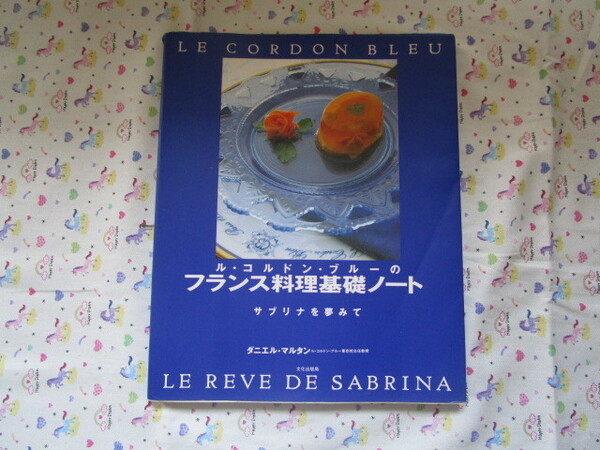 LE CORDON BLEU
ル・コルドン・ブルーの
フランス料理基礎ノート
サブリナを夢みて
ダニエル・マルタン
文化出版局
LE REVE DE SABRINA